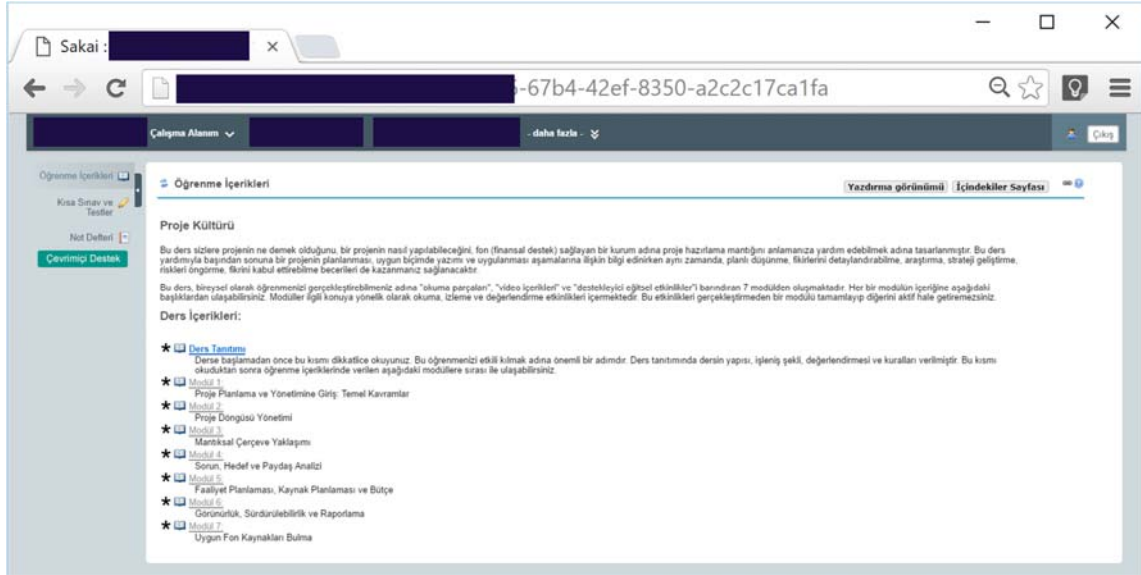 Sakai :
-67b4-42ef-8350-a2c2c17ca1fa
Çalışma Alanım
- daha fazla -
Çıkış
Öğrenme İçerikleri
Kısa Sınav ve
Testler
Not Defteri
Çevrimiçi Destek
Öğrenme İçerikleri
Yazdırma görünümü
İçindekiler Sayfası
Proje Kültürü
Bu ders sizlere projenin ne demek olduğunu, bir projenin nasıl yapılabileceğini, fon (finansal destek) sağlayan bir kurum adına proje hazırlama mantığını anlamanıza yardım edebilmek adına tasarlanmıştır. Bu ders
yardımıyla başından sonuna bir projenin planlanması, uygun biçimde yazımı ve uygulanması aşamalarına ilişkin bilgi edinirken aynı zamanda, planlı düşünme, fikirlerini detaylandırabilme, araştırma, strateji geliştirme,
riskleri öngörme, fikrini kabul ettirebilme becerileri de kazanmanız sağlanacaktır.
Bu ders, bireysel olarak öğrenmenizi gerçekleştirebilmeniz adına "okuma parçaları", "video içerikleri" ve "destekleyici eğitsel etkinlikler"i barındıran 7 modülden oluşmaktadır. Her bir modülün içeriğine aşağıdaki
başlıklardan ulaşabilirsiniz. Modüller ilgili konuya yönelik olarak okuma, izleme ve değerlendirme etkinlikleri içermektedir. Bu etkinlikleri gerçekleştirmeden bir modülü tamamlayıp diğerini aktif hale getiremezsiniz.
Ders İçerikleri:
Ders Tanıtımı
Derse başlamadan önce bu kısmı dikkatlice okuyunuz. Bu öğrenmenizi etkili kılmak adına önemli bir adımdır. Ders tanıtımında dersin yapısı, işleniş şekli, değerlendirmesi ve kuralları verilmiştir. Bu kısmı
okuduktan sonra öğrenme içeriklerinde verilen aşağıdaki modüllere sırası ile ulaşabilirsiniz.
Modül 1:
Proje Planlama ve Yönetimine Giriş: Temel Kavramlar
Modül 2:
Proje Döngüsü Yönetimi
Modül 3:
Mantıksal Çerçeve Yaklaşımı
Modül 4:
Sorun, Hedef ve Paydaş Analizi
Modül 5:
Faaliyet Planlaması, Kaynak Planlaması ve Bütçe
Modül 6:
Görünürlük, Sürdürülebilirlik ve Raporlama
Modül 7:
Uygun Fon Kaynakları Bulma